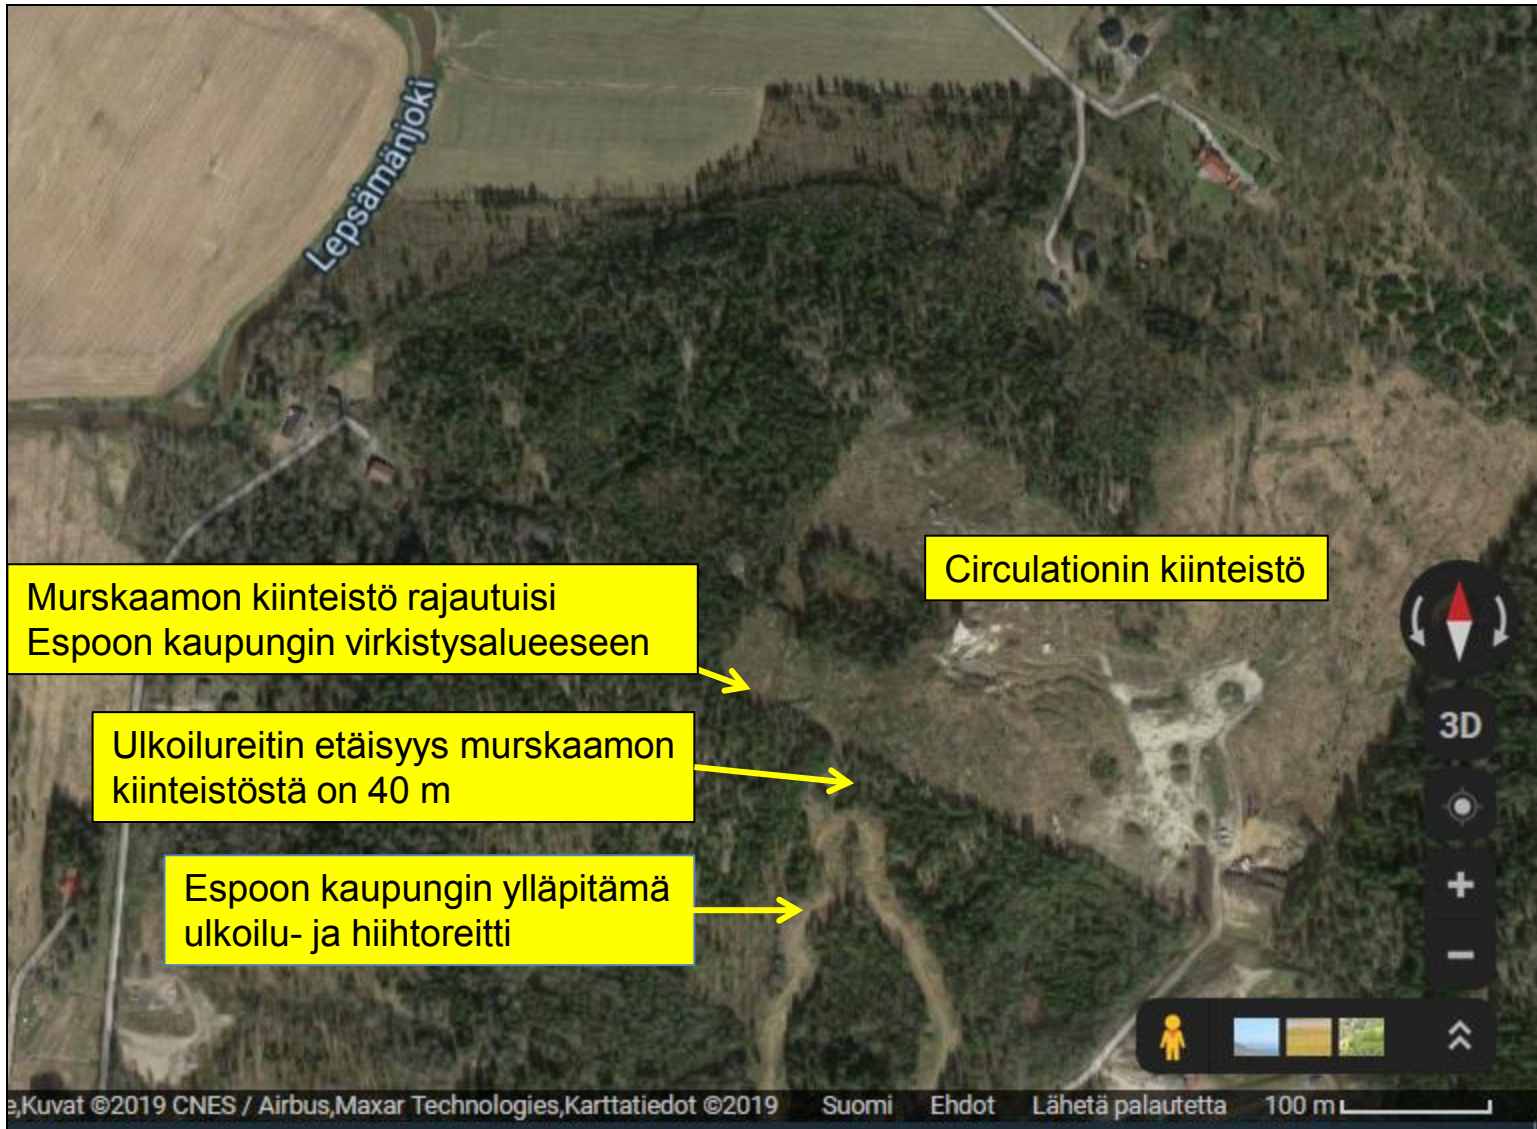 Lepsämänjoki
Circulationin kiinteistö
Murskaamon kiinteistö rajautuisi
Espoon kaupungin virkistysalueeseen
Ulkoilureitin etäisyys murskaamon
kiinteistöstä on 40 m
Espoon kaupungin ylläpitämä
ulkoilu- ja hiihtoreitti
3D
e,Kuvat ©2019 CNES / Airbus,Maxar Technologies,Karttatiedot ©2019 Suomi Ehdot Lähetä palautetta 100 m